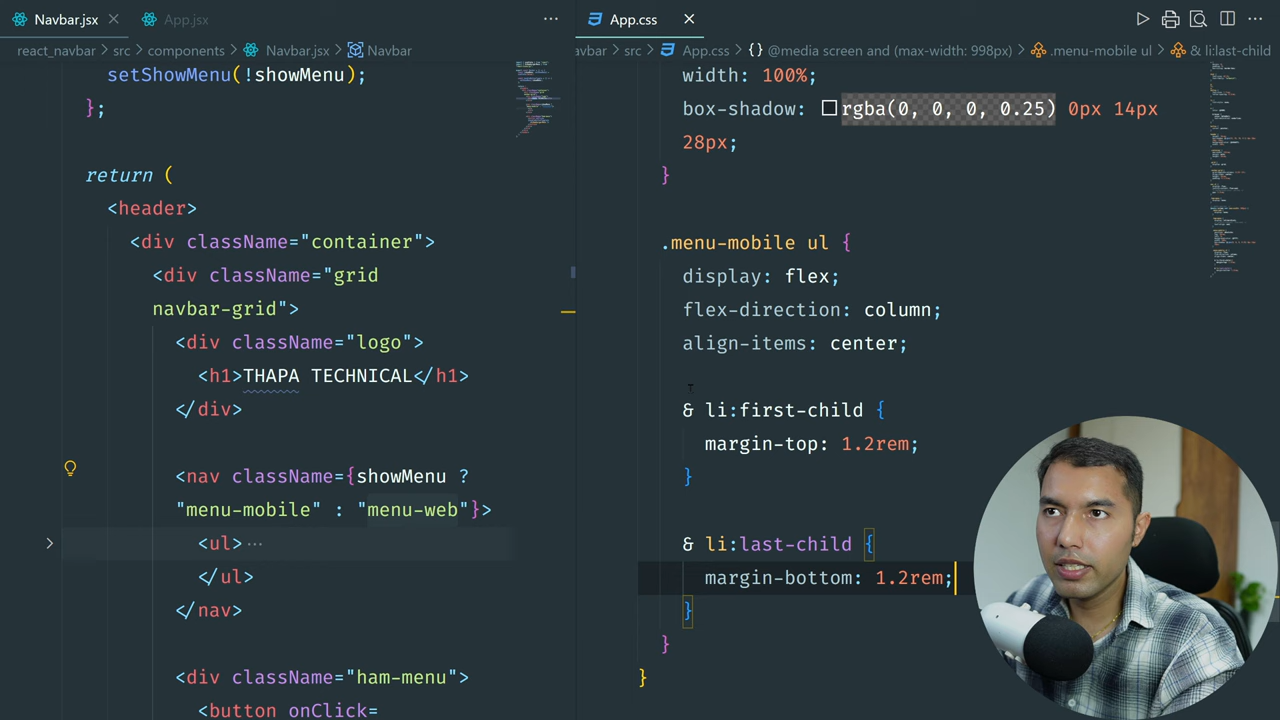 Navbar.jsx
App.jsx
react_navbar > src > components > Navbar.jsx > Navbar
setShowMenu(!showMenu);
};
return (
<header>
<div className="container">
<div className="grid
navbar-grid">
<div className="logo">
<h1>THAPA TECHNICAL</h1>
</div>
<nav className={showMenu ?
"menu-mobile" : "menu-web"}>
<ul>
</ul>
</nav>
<div className="ham-menu">
<button onClick=
App.css
avbar > src > App.css > {} @media screen and (max-width: 998px) > .menu-mobile ul > & li:last-child
width: 100%;
box-shadow: rgba(0, 0, 0, 0.25) 0px 14px
28px;
}
.menu-mobile ul {
display: flex;
flex-direction: column;
align-items: center;
& li:first-child {
margin-top: 1.2rem;
}
& li:last-child {
margin-bottom: 1.2rem;
}
}
}